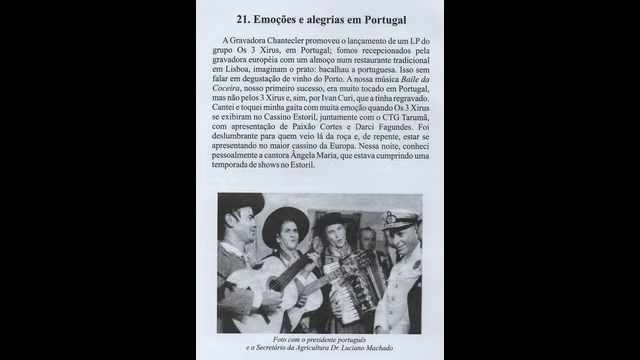 21. Emoções e alegrias em Portugal
A Gravadora Chantecler promoveu o lançamento de um LP do
grupo Os 3 Xirus, em Portugal; fomos recepcionados pela
gravadora européia com um almoço num restaurante tradicional
em Lisboa, imaginam o prato: bacalhau a portuguesa. Isso sem
falar em degustação de vinho do Porto. A nossa música Baile da
Coceira, nosso primeiro sucesso, era muito tocado em Portugal,
mas não pelos 3 Xirus e, sim, por Ivan Curi, que a tinha regravado.
Cantei e toquei minha gaita com muita emoção quando Os 3 Xirus
se exibiram no Cassino Estoril, juntamente com o CTG Tarumã,
com apresentação de Paixão Cortes e Darci Fagundes. Foi
deslumbrante para quem veio lá da roça e, de repente, estar se
apresentando no maior cassino da Europa. Nessa noite, conheci
pessoalmente a cantora Ângela Maria, que estava cumprindo uma
temporada de shows no Estoril.
Foto com o presidente português
e o Secretário da Agricultura Dr. Luciano Machado